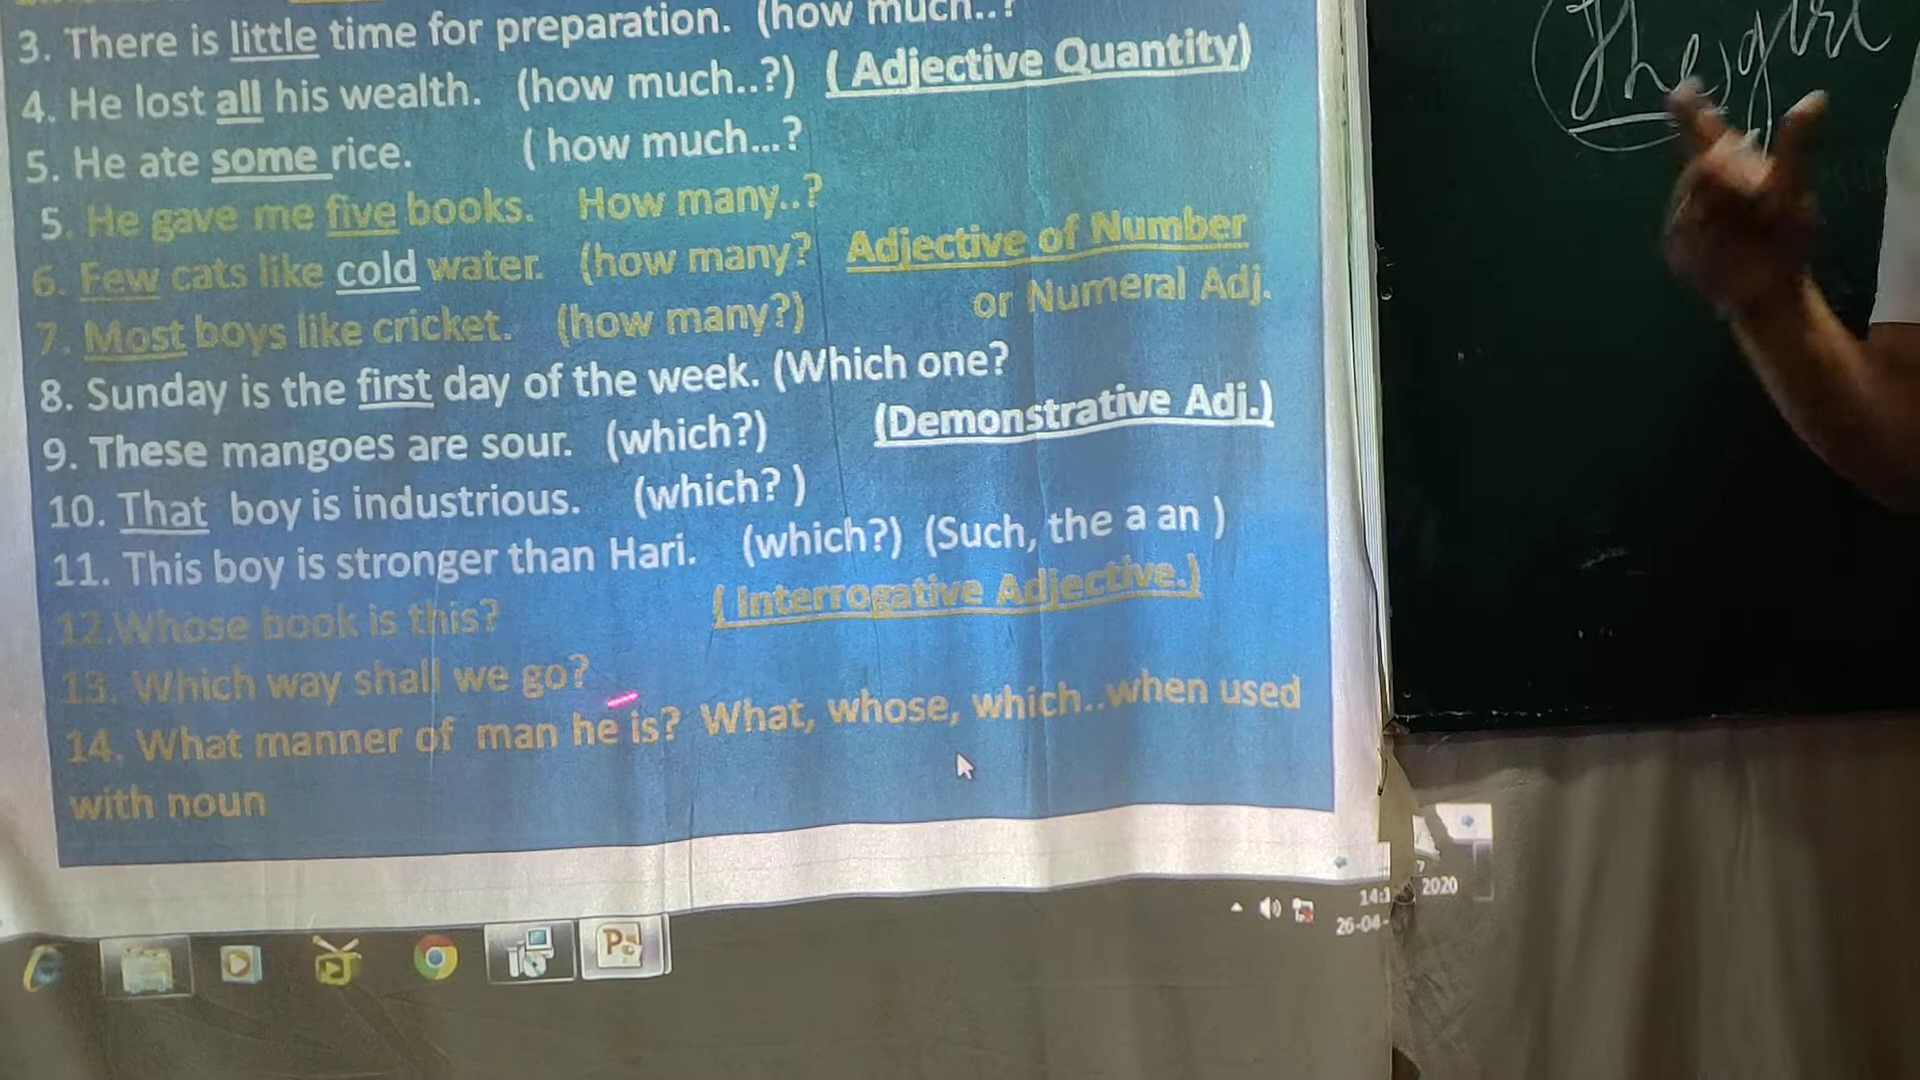 3. There is little time for preparation. (how much..?
4. He lost all his wealth. (how much..?) ( Adjective Quantity)
5. He ate some rice. ( how much...?
5. He gave me five books. How many..?
6. Few cats like cold water. (how many? Adjective of Number
7. Most boys like cricket. (how many?) or Numeral Adj.
8. Sunday is the first day of the week. (Which one?
9. These mangoes are sour. (which?) (Demonstrative Adj.)
10. That boy is industrious. (which? )
11. This boy is stronger than Hari. (which?) (Such, the a an )
12.Whose book is this? ( Interrogative Adjective.)
13. Which way shall we go?
14. What manner of man he is? What, whose, which..when used
with noun
The girl
14:1
26-04-2020